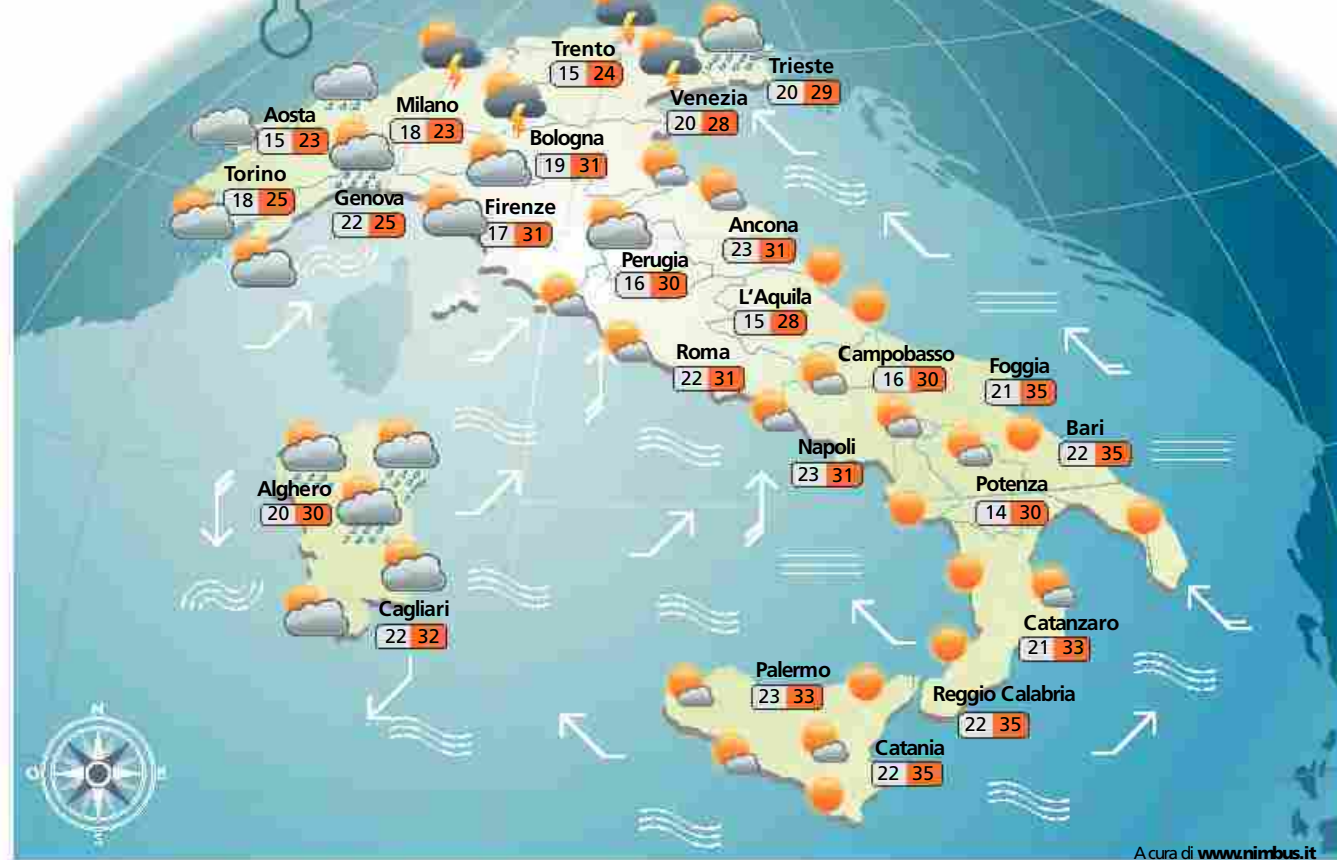 Trento
15 24
Trieste
20 29
Venezia
20 28
Milano
18 23
Aosta
15 23
Bologna
19 31
Torino
18 25
Genova
22 25
Firenze
17 31
Ancona
23 31
Perugia
16 30
L'Aquila
15 28
Roma
22 31
Campobasso
16 30
Foggia
21 35
Bari
22 35
Napoli
23 31
Potenza
14 30
Alghero
20 30
Cagliari
22 32
Catanzaro
21 33
Palermo
23 33
Reggio Calabria
22 35
Catania
22 35
N
O E
S
A cura di www.nimbus.it